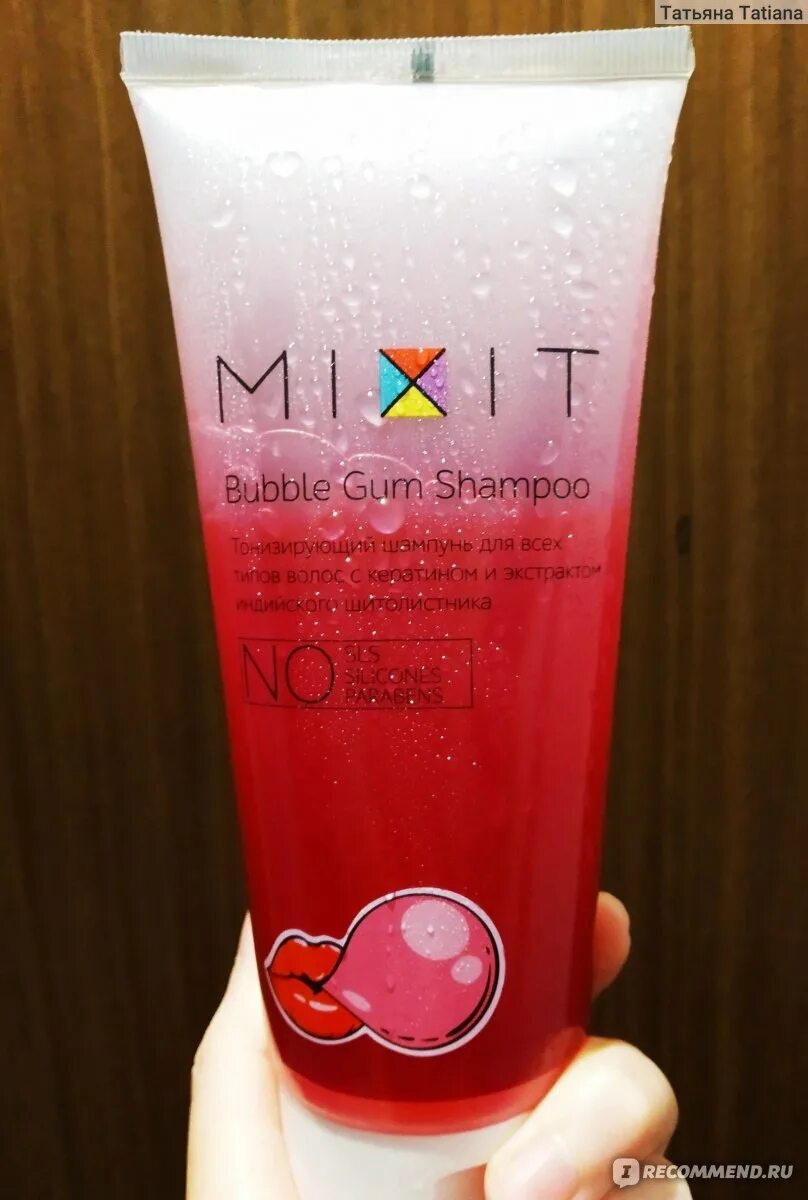 Татьяна Tatiana
MIXIT
Bubble Gum Shampoo
Тонизирующий шампунь для всех
типов волос с кератином и экстрактом
индийского щитолистника
NO SLS
SILICONES
PARABENS
I RECOMMEND.RU